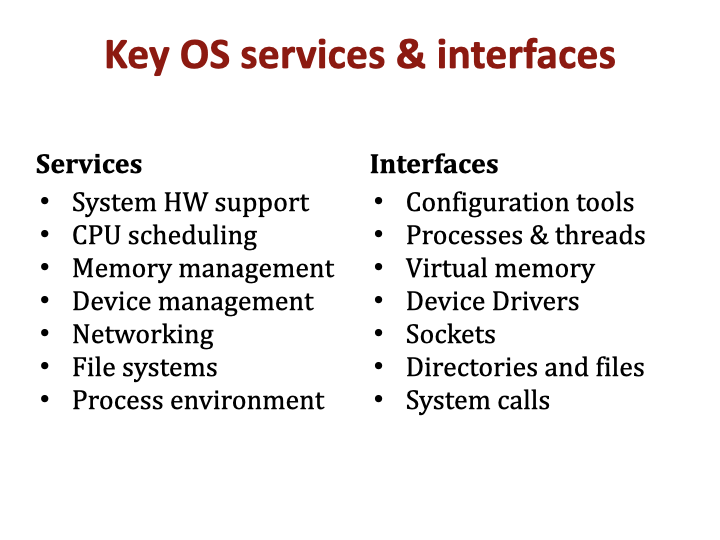 Key OS services & interfaces
Services
• System HW support
• CPU scheduling
• Memory management
• Device management
• Networking
• File systems
• Process environment
Interfaces
• Configuration tools
• Processes & threads
• Virtual memory
• Device Drivers
• Sockets
• Directories and files
• System calls